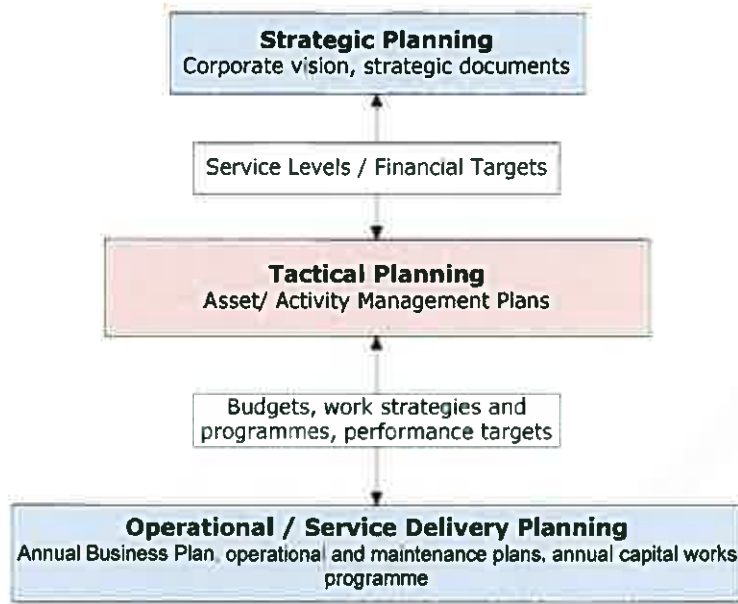 Strategic Planning
Corporate vision, strategic documents
Service Levels / Financial Targets
Tactical Planning
Asset/ Activity Management Plans
Budgets, work strategies and
programmes, performance targets
Operational / Service Delivery Planning
Annual Business Plan, operational and maintenance plans, annual capital works
programme